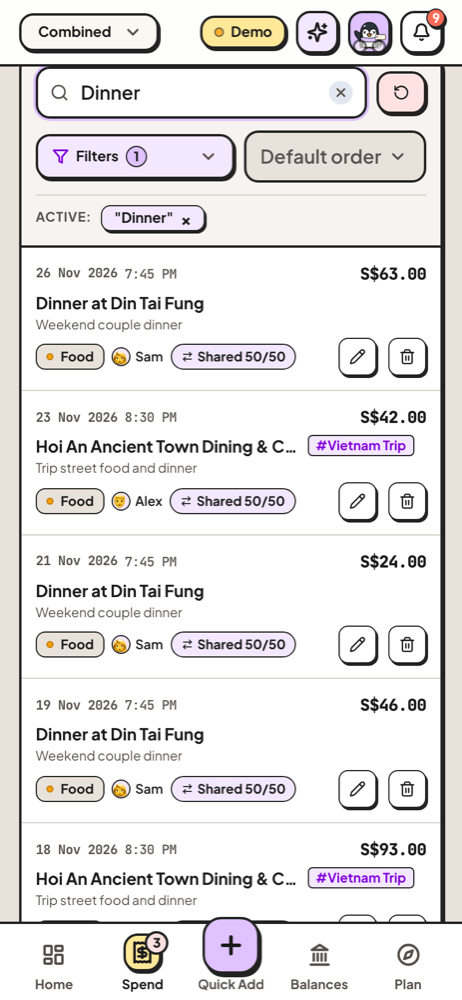 Combined
Demo
9
Dinner
Filters 1
Default order
ACTIVE: "Dinner" ×
26 Nov 2026 7:45 PM S$63.00
Dinner at Din Tai Fung
Weekend couple dinner
Food Sam Shared 50/50
23 Nov 2026 8:30 PM S$42.00
Hoi An Ancient Town Dining & C... #Vietnam Trip
Trip street food and dinner
Food Alex Shared 50/50
21 Nov 2026 7:45 PM S$24.00
Dinner at Din Tai Fung
Weekend couple dinner
Food Sam Shared 50/50
19 Nov 2026 7:45 PM S$46.00
Dinner at Din Tai Fung
Weekend couple dinner
Food Sam Shared 50/50
18 Nov 2026 8:30 PM S$93.00
Hoi An Ancient Town Dining & C... #Vietnam Trip
Trip street food and dinner
3
Home Spend Quick Add Balances Plan